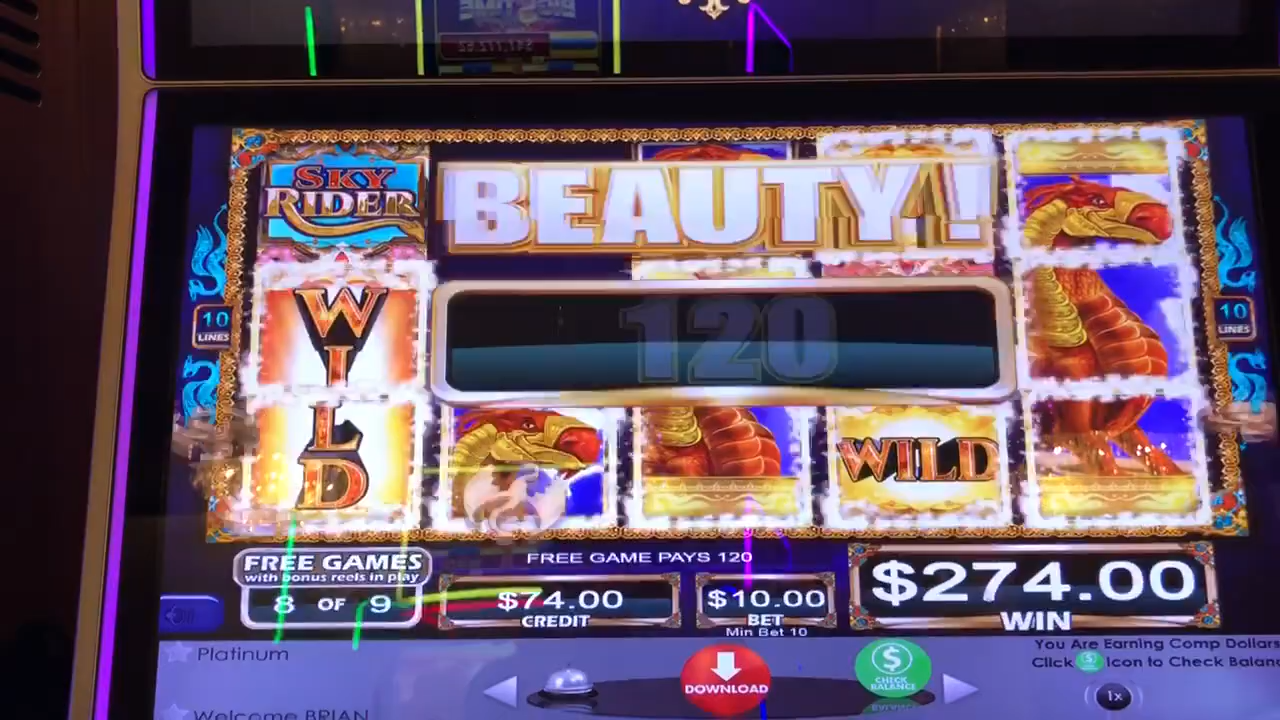 SKY
RIDER
BEAUTY!
WILD
10
LINES
120
10
LINES
WILD
FREE GAMES
with bonus reels in play
8 OF 9
FREE GAME PAYS 120
$74.00
CREDIT
$10.00
BET
Min Bet 10
$274.00
WIN
Platinum
Welcome BRIAN
DOWNLOAD
$
CHECK
BALANCE
You Are Earning Comp Dollars
Click $ Icon to Check Balanc
1x